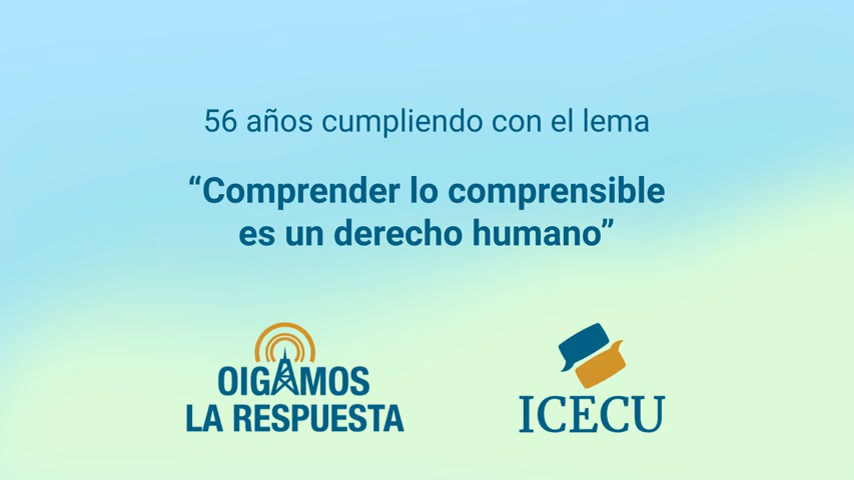 56 años cumpliendo con el lema
“Comprender lo comprensible
es un derecho humano”
OIGAMOS
LA RESPUESTA
ICECU